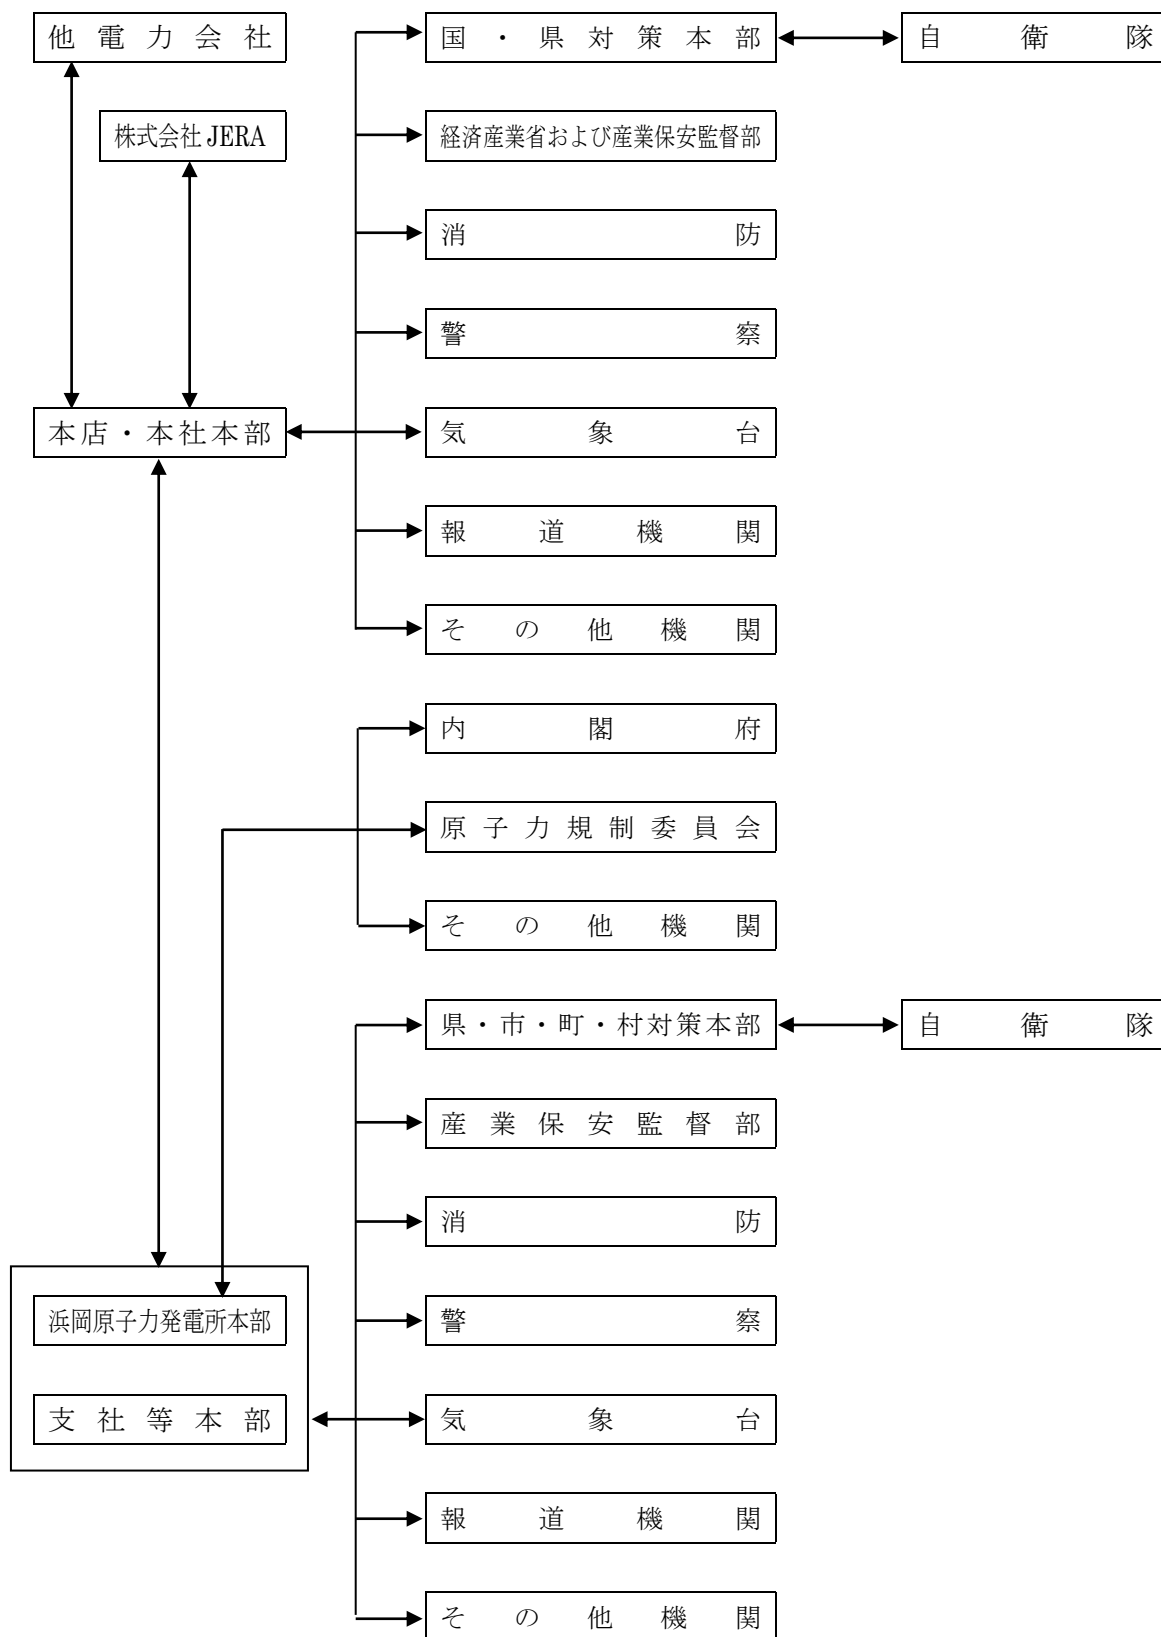 他電力会社
国・県対策本部
自衛隊
株式会社JERA
経済産業省および産業保安監督部
消防
警察
本店・本社本部
気象台
報道機関
その他機関
内閣府
原子力規制委員会
その他機関
県・市・町・村対策本部
自衛隊
産業保安監督部
消防
浜岡原子力発電所本部
警察
支社等本部
気象台
報道機関
その他機関